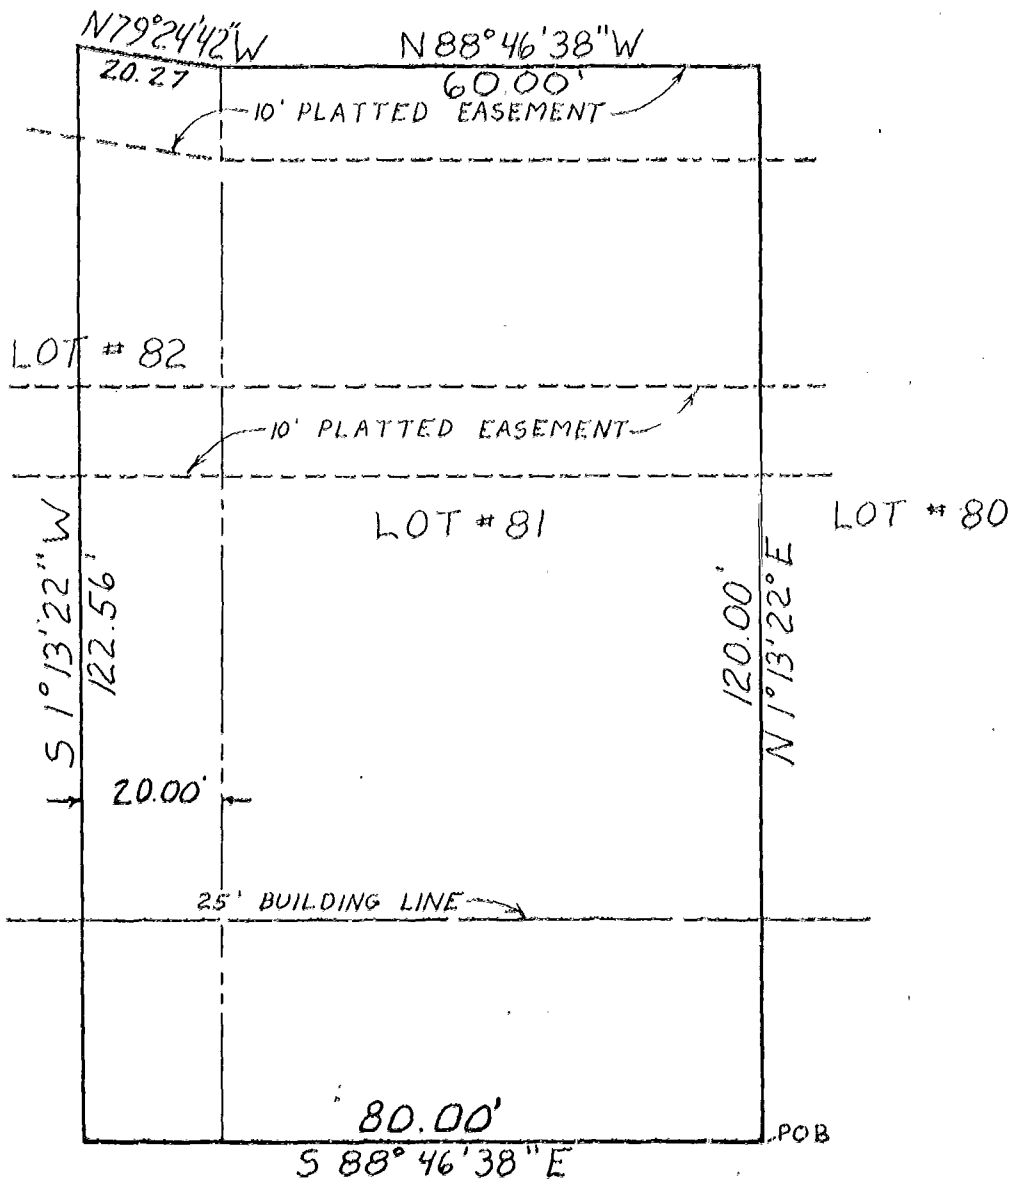 N79°24'42"W
N 88° 46' 38" W
20.27
60.00'
10' PLATTED EASEMENT
LOT # 82
10' PLATTED EASEMENT
LOT # 81
LOT # 80
S 1° 13' 22" W
122.56'
120.00'
N 1° 13' 22° E
20.00'
25' BUILDING LINE
80.00'
POB
S 88° 46' 38" E